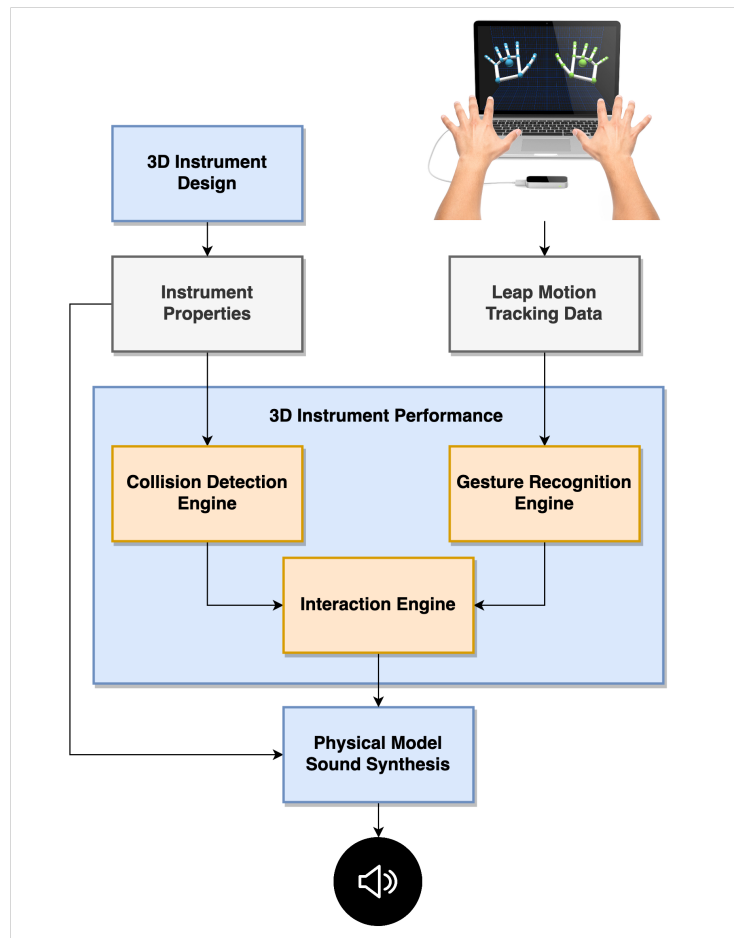 3D Instrument
Design
Instrument
Properties
Leap Motion
Tracking Data
3D Instrument Performance
Collision Detection
Engine
Gesture Recognition
Engine
Interaction Engine
Physical Model
Sound Synthesis